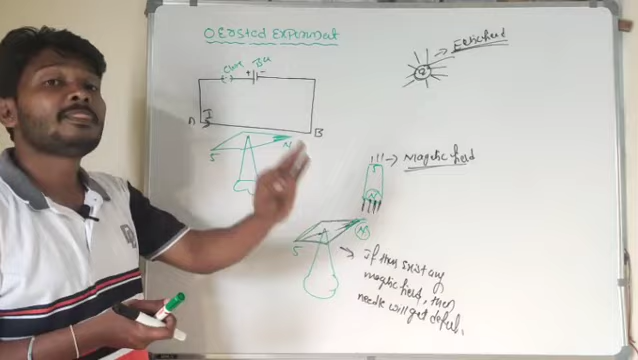 OERSTED EXPERIMENT
+ -
A
I
B
S
N
→ Electric field
S
N
→ Magnetic field
S
N
→ If there exist any
magnetic field, then
needle will get deflect.